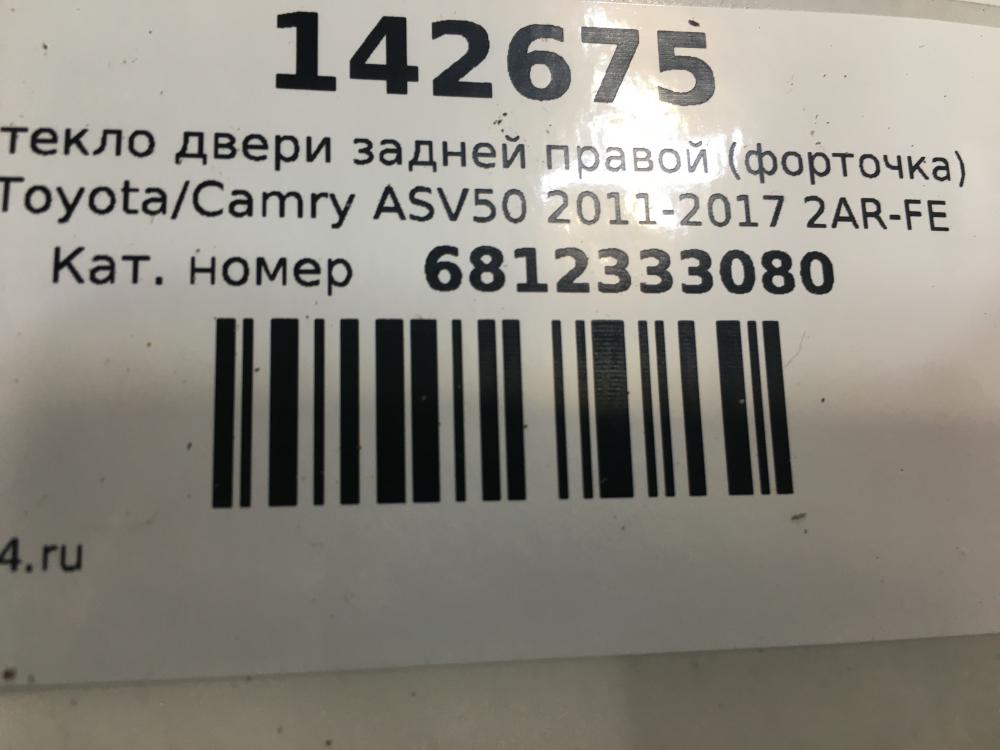 142675
текло двери задней правой (форточка)
Toyota/Camry ASV50 2011-2017 2AR-FE
Кат. номер 6812333080
4.ru